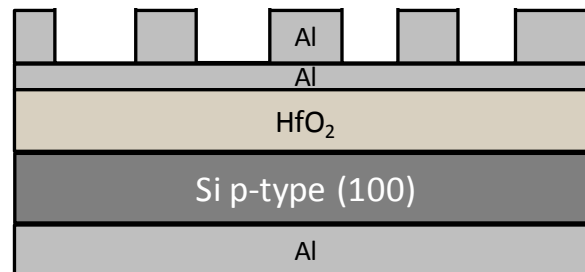 Al
Al
HfO₂
Si p-type (100)
Al